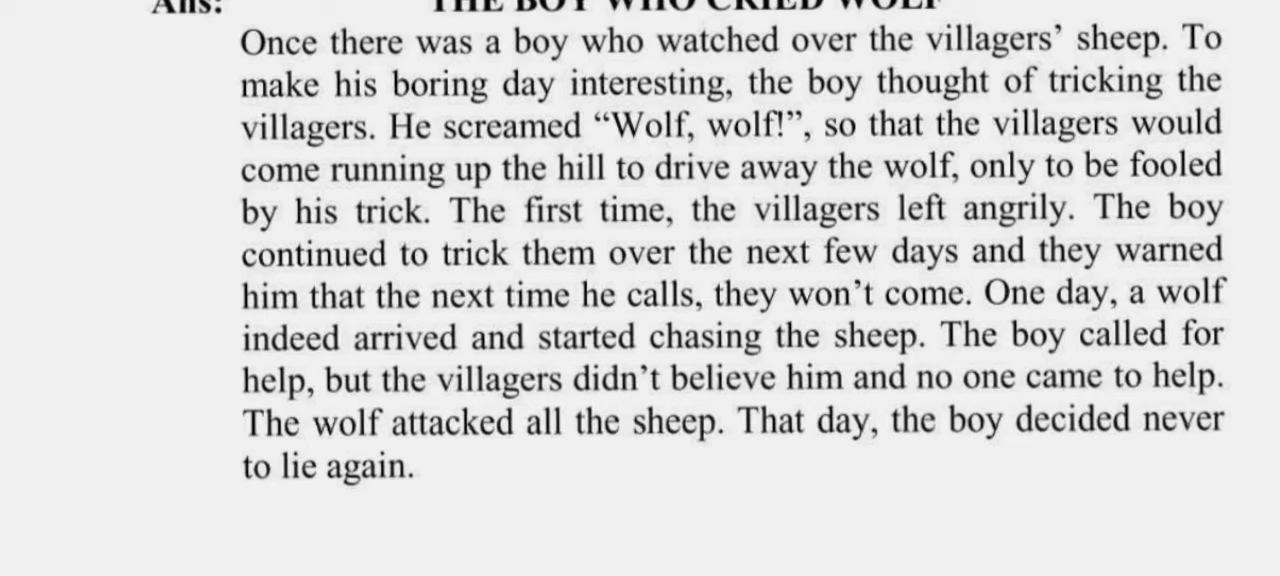 Ans: THE BOY WHO CRIED WOLF
Once there was a boy who watched over the villagers’ sheep. To
make his boring day interesting, the boy thought of tricking the
villagers. He screamed “Wolf, wolf!”, so that the villagers would
come running up the hill to drive away the wolf, only to be fooled
by his trick. The first time, the villagers left angrily. The boy
continued to trick them over the next few days and they warned
him that the next time he calls, they won’t come. One day, a wolf
indeed arrived and started chasing the sheep. The boy called for
help, but the villagers didn’t believe him and no one came to help.
The wolf attacked all the sheep. That day, the boy decided never
to lie again.